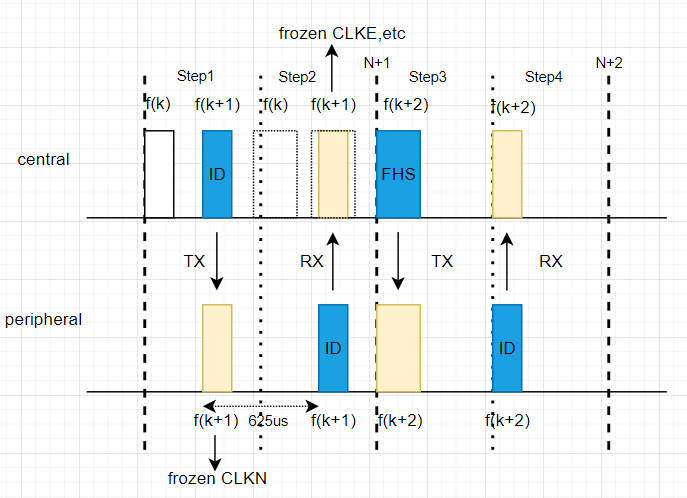 frozen CLKE,etc
N+1
N+2
Step1
Step2
Step3
Step4
f(k)
f(k+1)
f(k)
f(k+1)
f(k+2)
f(k+2)
central
ID
FHS
TX
RX
TX
RX
peripheral
ID
ID
f(k+1)
625us
f(k+1)
f(k+2)
f(k+2)
frozen CLKN